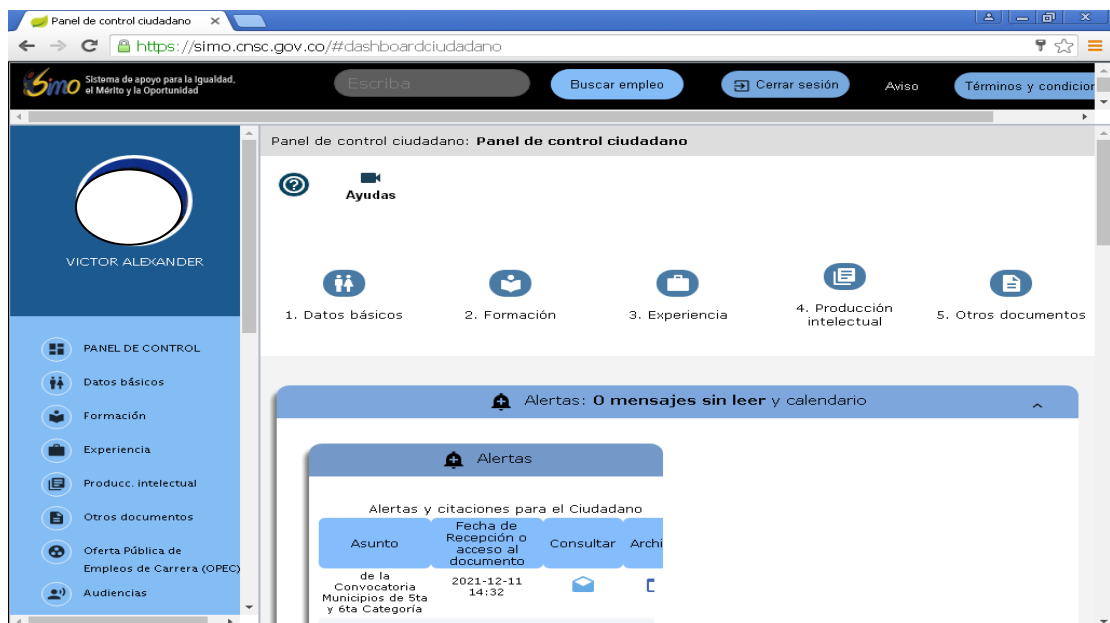 Panel de control ciudadano
https://simo.cnsc.gov.co/#dashboardciudadano
Simo
Sistema de apoyo para la Igualdad,
el Mérito y la Oportunidad
Escriba
Buscar empleo
Cerrar sesión
Aviso
Términos y condicior
VICTOR ALEXANDER
PANEL DE CONTROL
Datos básicos
Formación
Experiencia
Producc. intelectual
Otros documentos
Oferta Pública de
Empleos de Carrera (OPEC)
Audiencias
Panel de control ciudadano: Panel de control ciudadano
Ayudas
1. Datos básicos
2. Formación
3. Experiencia
4. Producción
intelectual
5. Otros documentos
Alertas: 0 mensajes sin leer y calendario
Alertas
Alertas y citaciones para el Ciudadano
Asunto
Fecha de
Recepción o
acceso al
documento
Consultar
Archi
de la
Convocatoria
Municipios de 5ta
y 6ta Categoría
2021-12-11
14:32